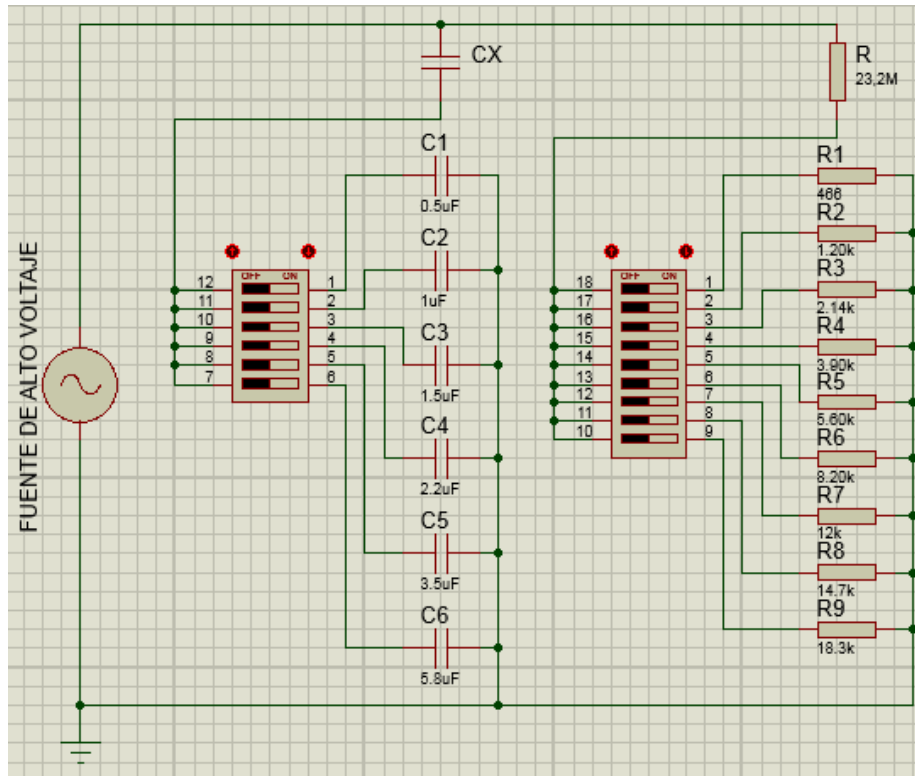 CX
R
23,2M
C1
0.5uF
R1
466
C2
1uF
R2
1.20k
FUENTE DE ALTO VOLTAJE
OFF ON
12 1
11 2
10 3
9 4
8 5
7 6
OFF ON
18 1
17 2
16 3
15 4
14 5
13 6
12 7
11 8
10 9
R3
2.14k
C3
1.5uF
R4
3.90k
R5
5.60k
C4
2.2uF
R6
8.20k
R7
12k
C5
3.5uF
R8
14.7k
C6
5.8uF
R9
18.3k